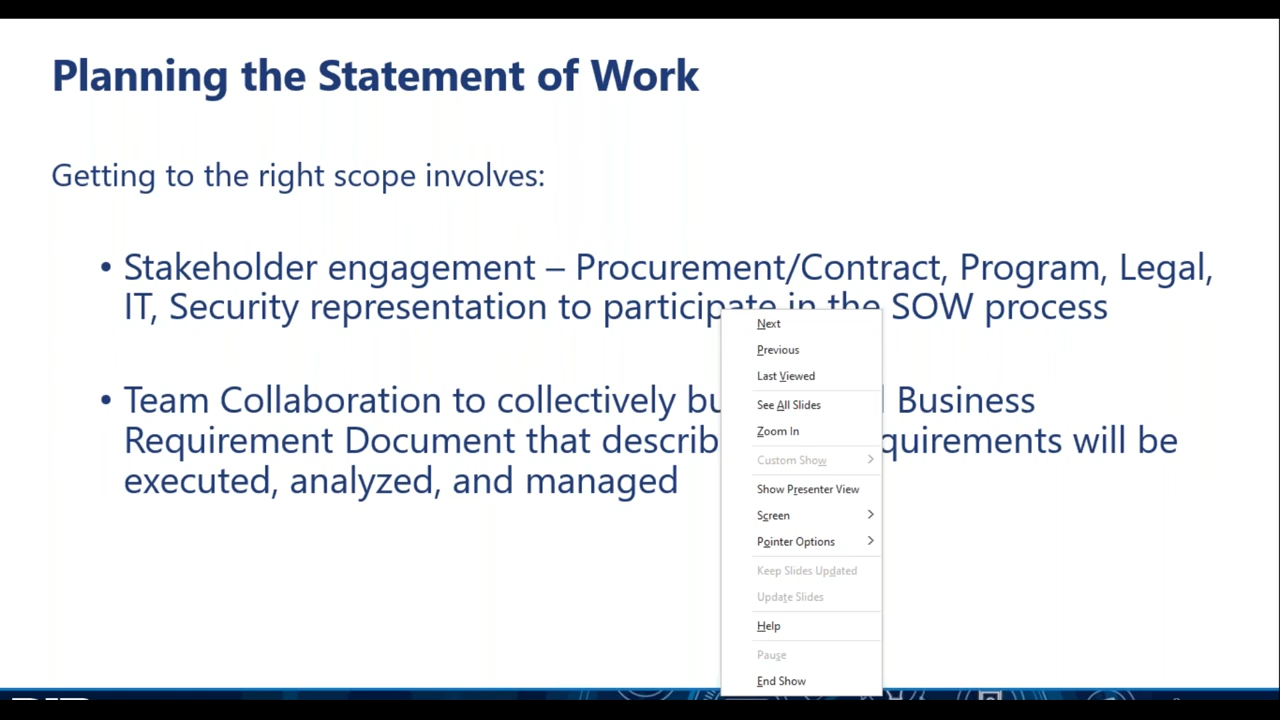 Planning the Statement of Work
Getting to the right scope involves:
• Stakeholder engagement – Procurement/Contract, Program, Legal,
IT, Security representation to participate in the SOW process
• Team Collaboration to collectively Business
Requirement Document that will be
executed, analyzed, and managed
Next
Previous
Last Viewed
See All Slides
Zoom In
Custom Show
Show Presenter View
Screen
Pointer Options
Keep Slides Updated
Update Slides
Help
Pause
End Show